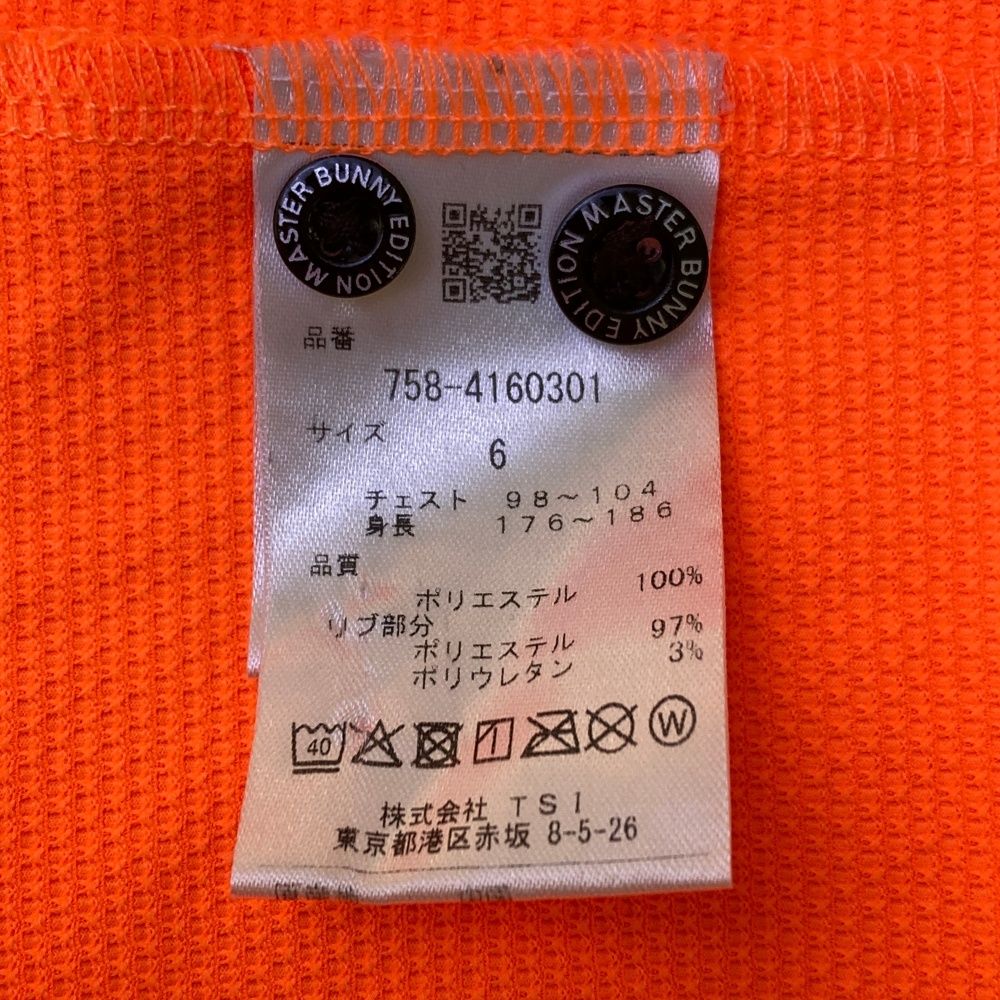 MASTER BUNNY EDITION
MASTER BUNNY EDITION
品番
758-4160301
サイズ
6
チェスト 98～104
身長 176～186
品質
ポリエステル 100%
リブ部分
ポリエステル 97%
ポリウレタン 3%
40
W
株式会社 TSI
東京都港区赤坂 8-5-26